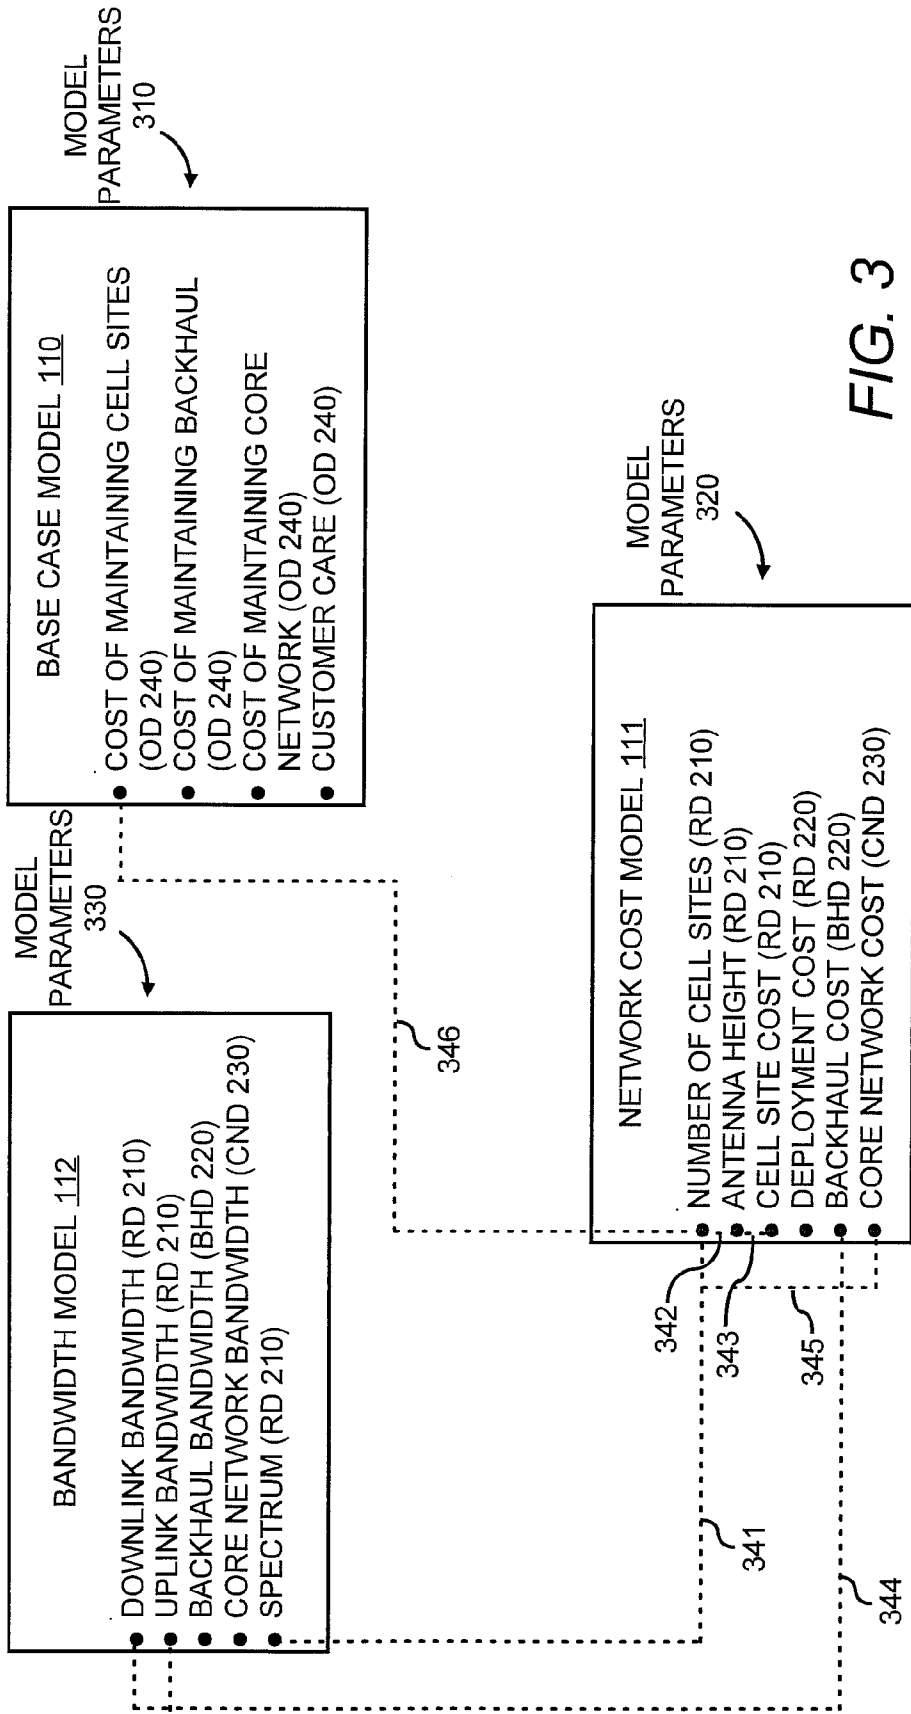 BANDWIDTH MODEL 112
DOWNLINK BANDWIDTH (RD 210)
UPLINK BANDWIDTH (RD 210)
BACKHAUL BANDWIDTH (BHD 220)
CORE NETWORK BANDWIDTH (CND 230)
SPECTRUM (RD 210)
MODEL
PARAMETERS
330
BASE CASE MODEL 110
COST OF MAINTAINING CELL SITES
(OD 240)
COST OF MAINTAINING BACKHAUL
(OD 240)
COST OF MAINTAINING CORE
NETWORK (OD 240)
CUSTOMER CARE (OD 240)
MODEL
PARAMETERS
310
346
341
344
342
343
345
NETWORK COST MODEL 111
NUMBER OF CELL SITES (RD 210)
ANTENNA HEIGHT (RD 210)
CELL SITE COST (RD 210)
DEPLOYMENT COST (RD 220)
BACKHAUL COST (BHD 220)
CORE NETWORK COST (CND 230)
MODEL
PARAMETERS
320
FIG. 3